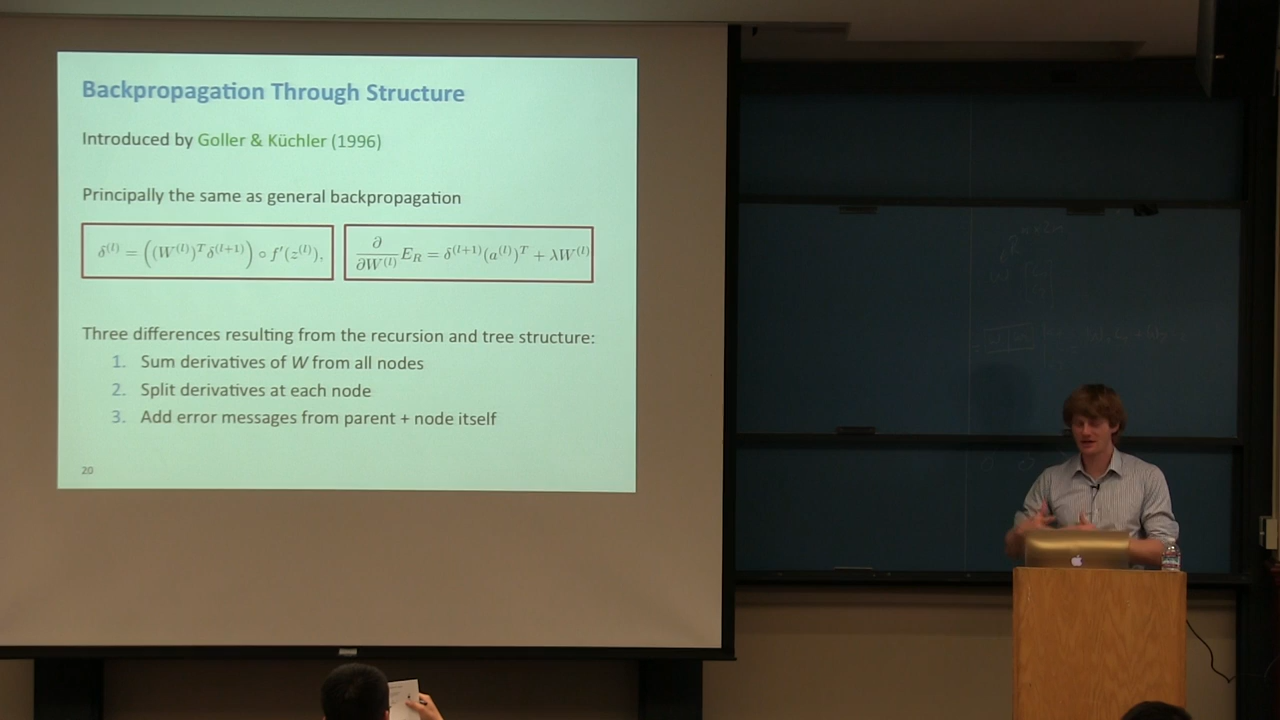 Backpropagation Through Structure
Introduced by Goller & Küchler (1996)
Principally the same as general backpropagation
δ^(l) = ((W^(l))^T δ^(l+1)) ∘ f′(z^(l)),
∂/∂W^(l) E_R = δ^(l+1)(a^(l))^T + λW^(l)
Three differences resulting from the recursion and tree structure:
1. Sum derivatives of W from all nodes
2. Split derivatives at each node
3. Add error messages from parent + node itself
20